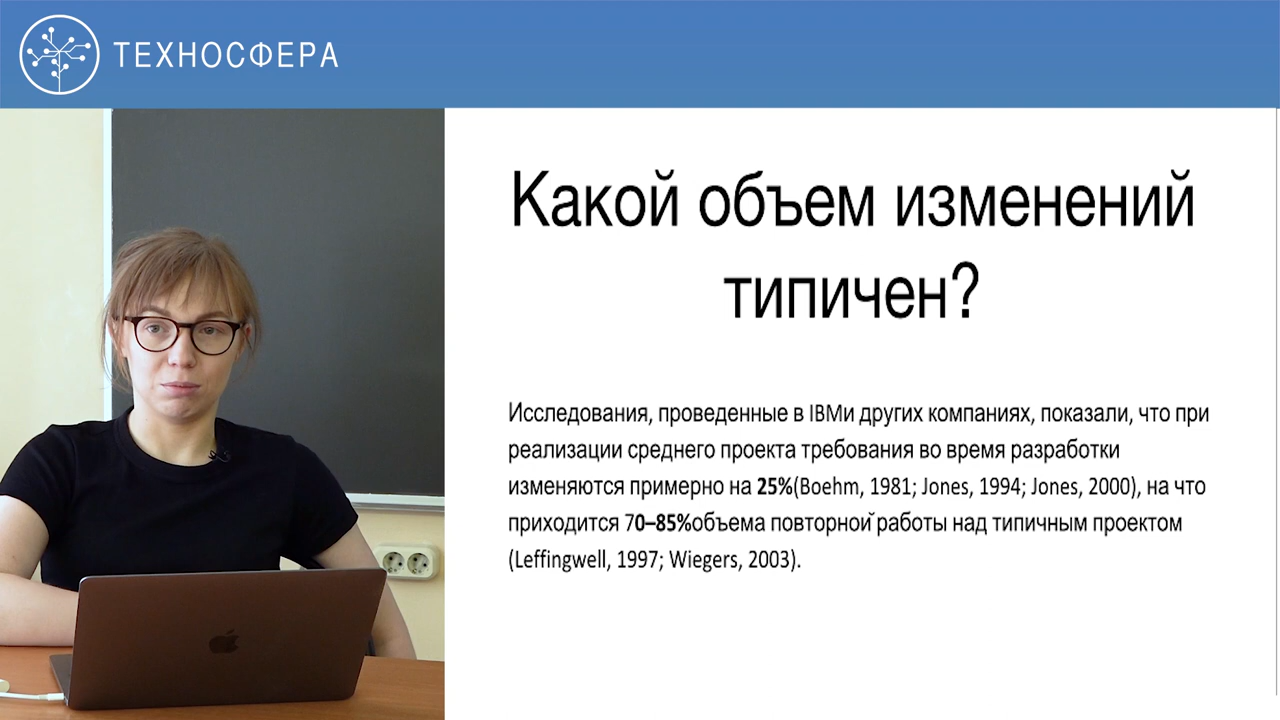 ТЕХНОСФЕРА
Какой объем изменений
типичен?
Исследования, проведенные в IBMи других компаниях, показали, что при
реализации среднего проекта требования во время разработки
изменяются примерно на 25%(Boehm, 1981; Jones, 1994; Jones, 2000), на что
приходится 70–85%объема повторной работы над типичным проектом
(Leffingwell, 1997; Wiegers, 2003).